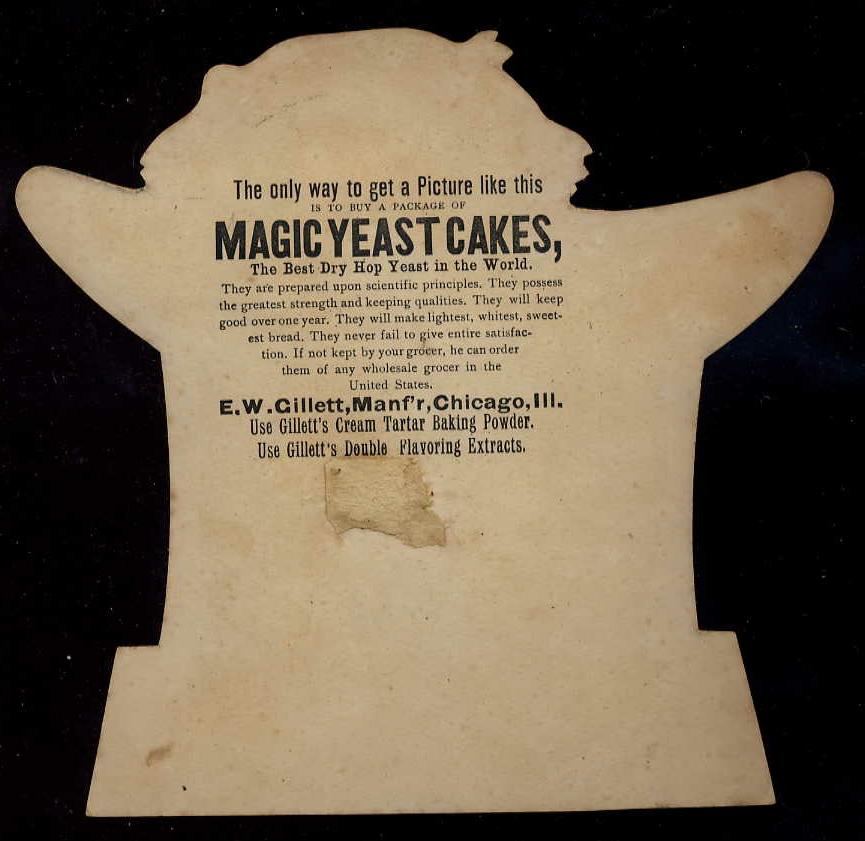 The only way to get a Picture like this
IS TO BUY A PACKAGE OF
MAGIC YEAST CAKES,
The Best Dry Hop Yeast in the World.
They are prepared upon scientific principles. They possess
the greatest strength and keeping qualities. They will keep
good over one year. They will make lightest, whitest, sweet-
est bread. They never fail to give entire satisfac-
tion. If not kept by your grocer, he can order
them of any wholesale grocer in the
United States.
E.W.Gillett,Manf'r,Chicago,Ill.
Use Gillett's Cream Tartar Baking Powder.
Use Gillett's Double Flavoring Extracts.